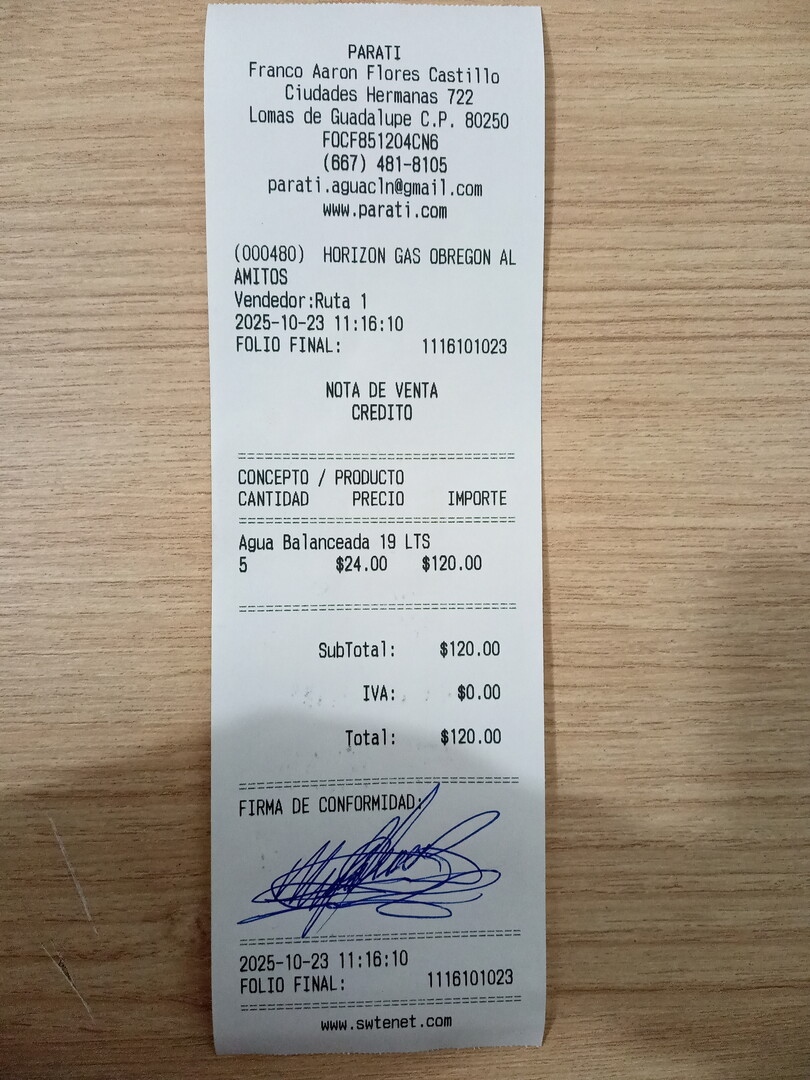 PARATI
Franco Aaron Flores Castillo
Ciudades Hermanas 722
Lomas de Guadalupe C.P. 80250
FOCF851204CN6
(667) 481-8105
parati.aguacln@gmail.com
www.parati.com
(000480) HORIZON GAS OBREGON AL
AMITOS
Vendedor:Ruta 1
2025-10-23 11:16:10
FOLIO FINAL: 1116101023
NOTA DE VENTA
CREDITO
================================
CONCEPTO / PRODUCTO
CANTIDAD PRECIO IMPORTE
================================
Agua Balanceada 19 LTS
5 $24.00 $120.00
================================
SubTotal: $120.00
IVA: $0.00
Total: $120.00
================================
FIRMA DE CONFORMIDAD:
================================
2025-10-23 11:16:10
FOLIO FINAL: 1116101023
================================
www.swtenet.com